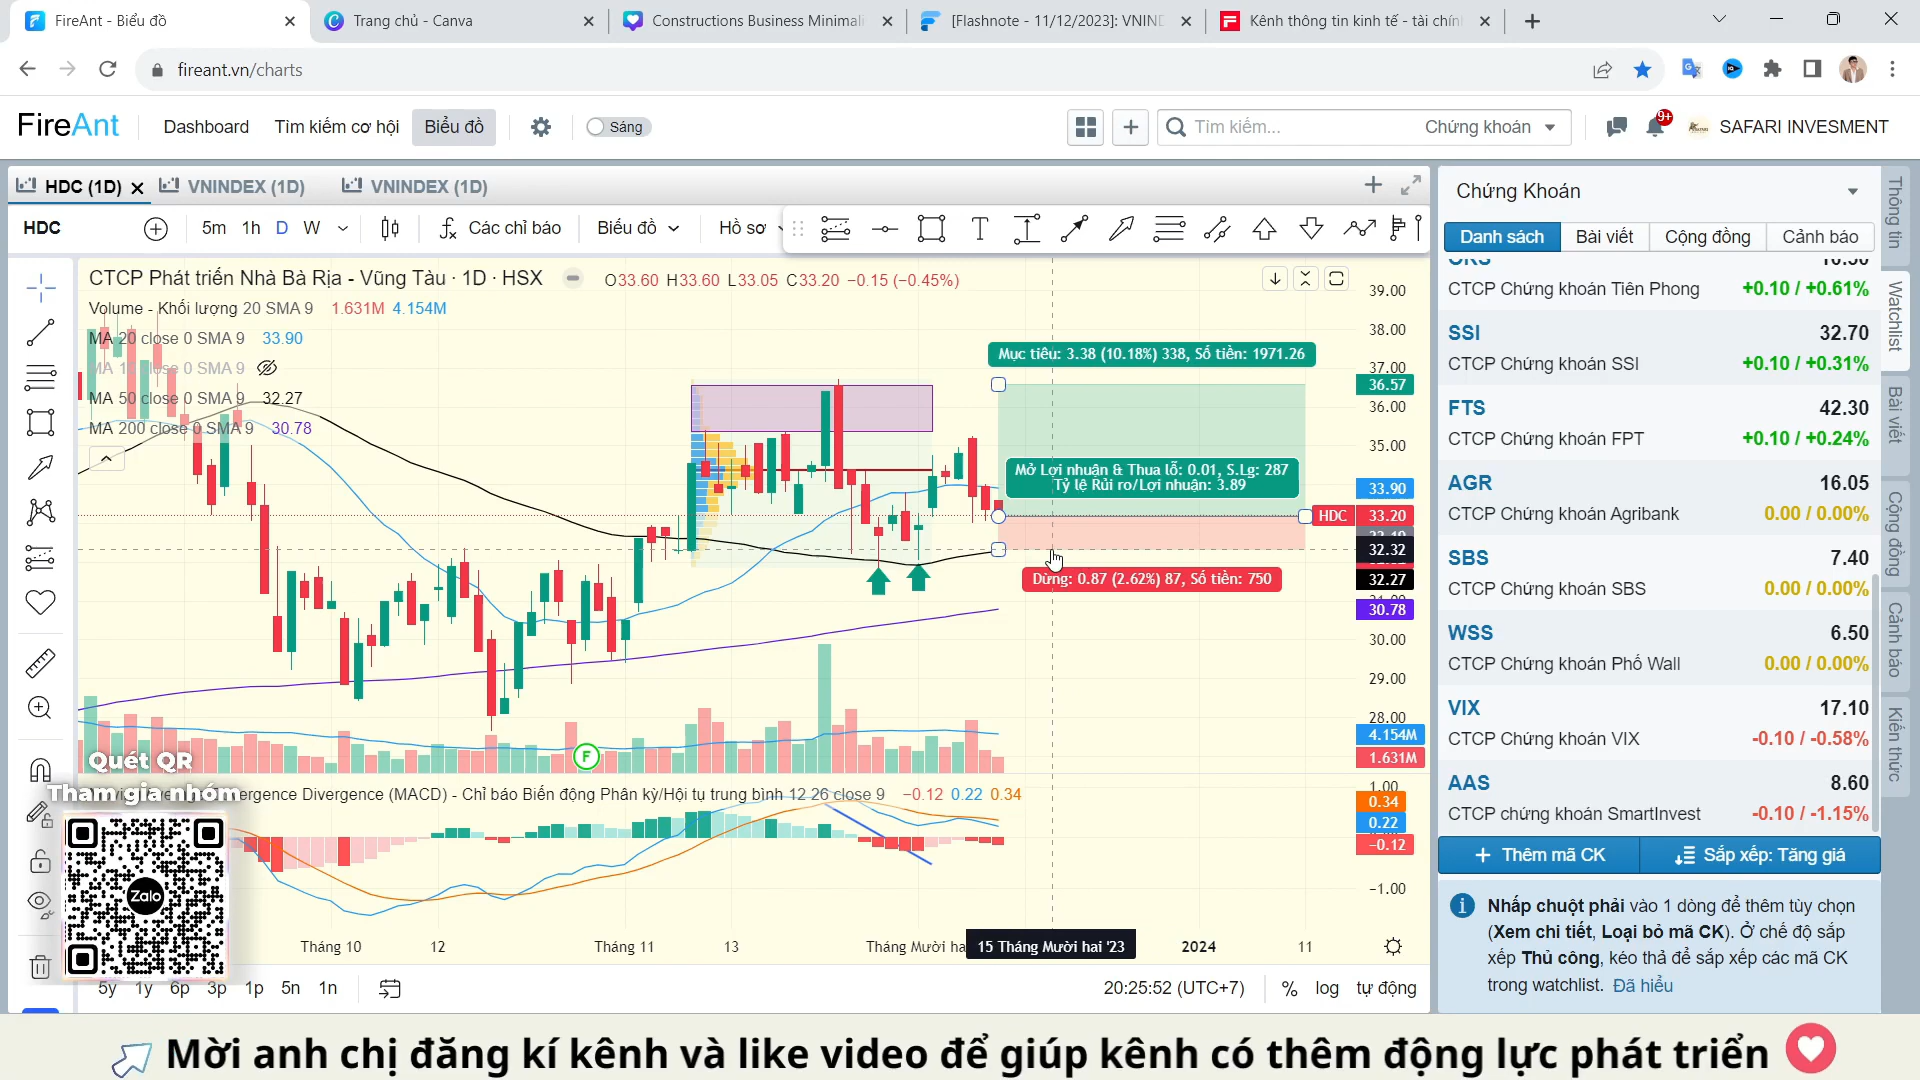 FireAnt - Biểu đồ
Trang chủ - Canva
Constructions Business Minimali
[Flashnote - 11/12/2023]: VNIND
Kênh thông tin kinh tế - tài chín
fireant.vn/charts
FireAnt
Dashboard
Tìm kiếm cơ hội
Biểu đồ
Sáng
Tìm kiếm...
Chứng khoán
9+
SAFARI INVESMENT
HDC (1D)
VNINDEX (1D)
VNINDEX (1D)
HDC
5m
1h
D
W
Các chỉ báo
Biểu đồ
Hồ sơ
CTCP Phát triển Nhà Bà Rịa - Vũng Tàu · 1D · HSX
O33.60 H33.60 L33.05 C33.20 −0.15 (−0.45%)
Volume - Khối lượng 20 SMA 9 1.631M 4.154M
MA 20 close 0 SMA 9 33.90
MA 50 close 0 SMA 9 32.27
MA 200 close 0 SMA 9 30.78
Mục tiêu: 3.38 (10.18%) 338, Số tiền: 1971.26
Mở Lợi nhuận & Thua lỗ: 0.01, S.Lg: 287
Tỷ lệ Rủi ro/Lợi nhuận: 3.89
Dừng: 0.87 (2.62%) 87, Số tiền: 750
39.00
38.00
37.00
36.57
36.00
35.00
33.90
HDC 33.20
32.32
32.27
30.78
30.00
29.00
28.00
4.154M
1.631M
F
ergence Divergence (MACD) - Chỉ báo Biến động Phân kỳ/Hội tụ trung bình 12 26 close 9 −0.12 0.22 0.34
1.00
0.34
0.22
−0.12
−1.00
Quét QR
Tham gia nhóm
Zalo
Tháng 10
12
Tháng 11
13
Tháng Mười ha
15 Tháng Mười hai '23
2024
11
5y
1y
6p
3p
1p
5n
1n
20:25:52 (UTC+7)
%
log
tự động
Chứng Khoán
Danh sách
Bài viết
Cộng đồng
Cảnh báo
CTCP Chứng khoán Tiên Phong +0.10 / +0.61%
SSI 32.70
CTCP Chứng khoán SSI +0.10 / +0.31%
FTS 42.30
CTCP Chứng khoán FPT +0.10 / +0.24%
AGR 16.05
CTCP Chứng khoán Agribank 0.00 / 0.00%
SBS 7.40
CTCP Chứng khoán SBS 0.00 / 0.00%
WSS 6.50
CTCP Chứng khoán Phố Wall 0.00 / 0.00%
VIX 17.10
CTCP Chứng khoán VIX -0.10 / -0.58%
AAS 8.60
CTCP chứng khoán SmartInvest -0.10 / -1.15%
Thêm mã CK
Sắp xếp: Tăng giá
Nhấp chuột phải vào 1 dòng để thêm tùy chọn
(Xem chi tiết, Loại bỏ mã CK). Ở chế độ sắp
xếp Thủ công, kéo thả để sắp xếp các mã CK
trong watchlist. Đã hiểu
Thông tin
Watchlist
Bài viết
Cộng đồng
Cảnh báo
Kiến thức
Mời anh chị đăng kí kênh và like video để giúp kênh có thêm động lực phát triển